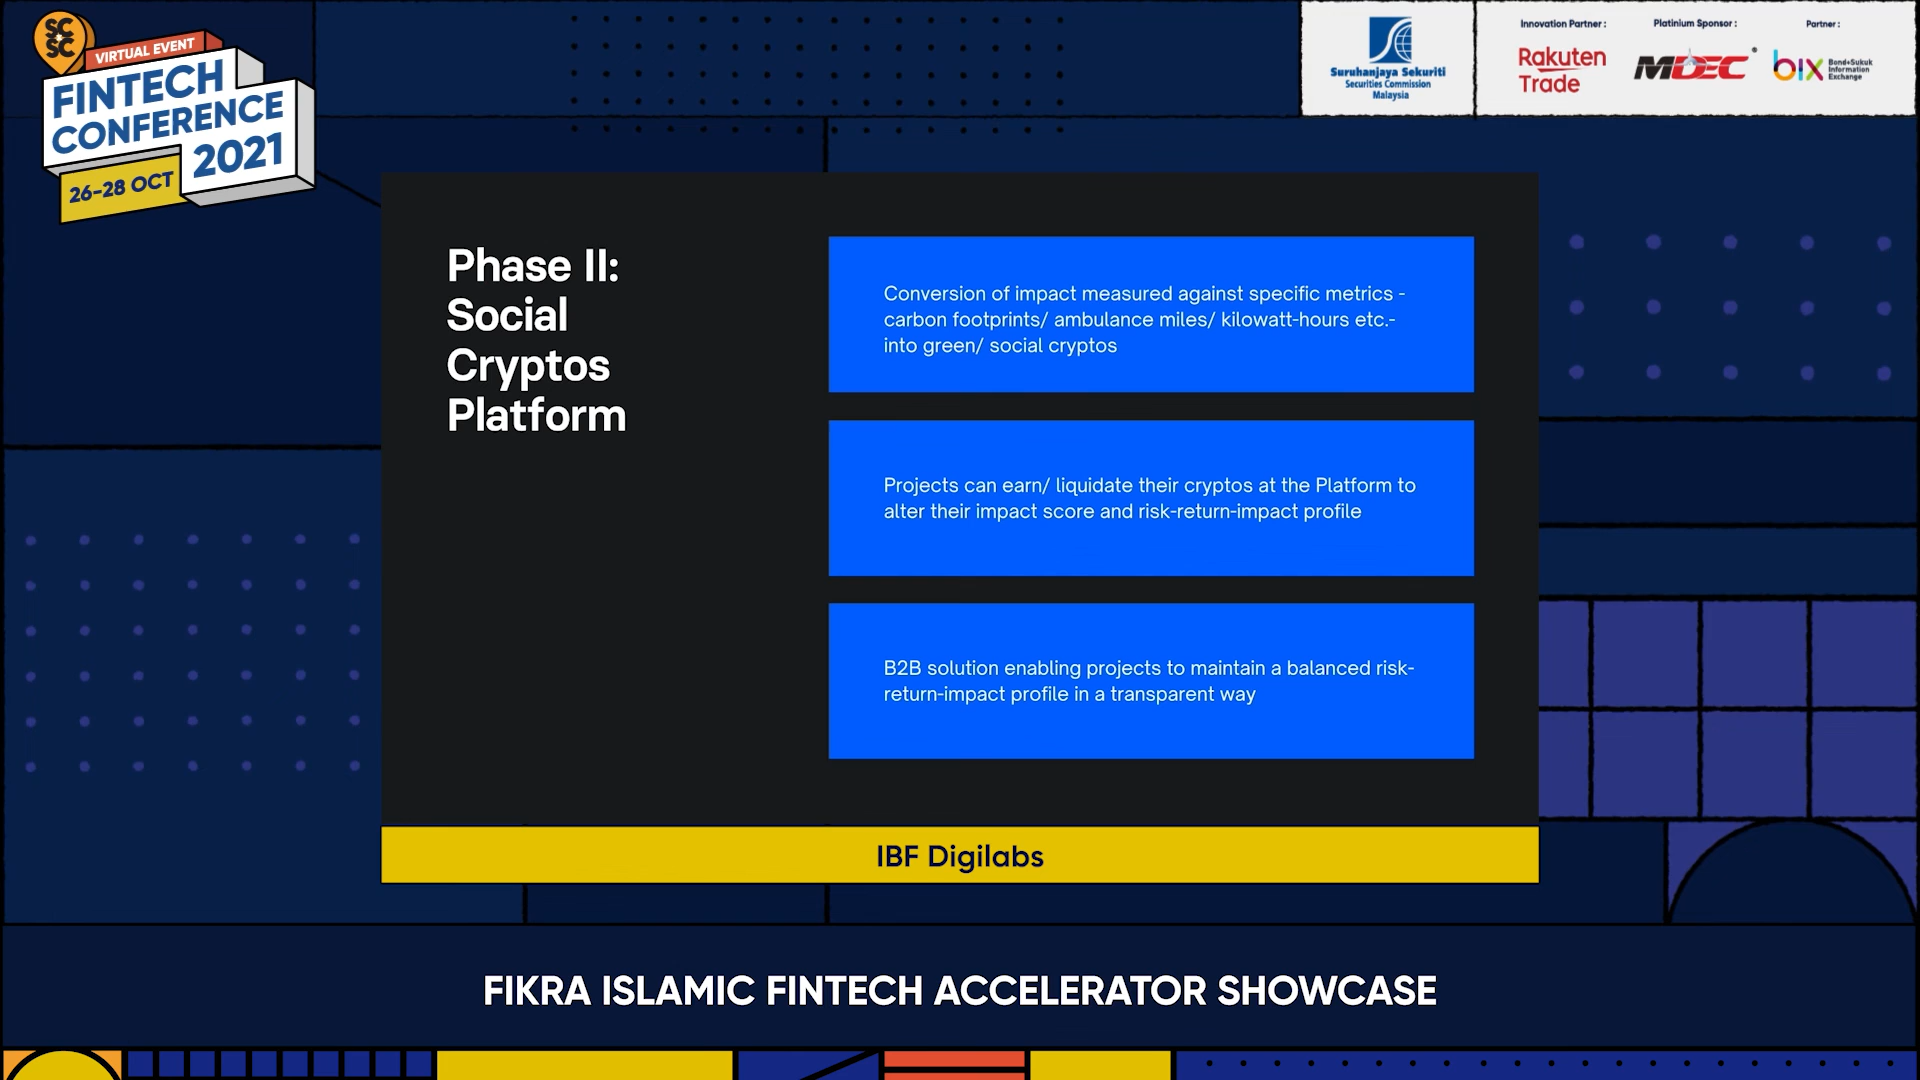 SC
SC
VIRTUAL EVENT
FINTECH
CONFERENCE
2021
26-28 OCT
Suruhanjaya Sekuriti
Securities Commission
Malaysia
Innovation Partner :
Rakuten
Trade
Platinium Sponsor :
MDEC
Partner :
bix
Bond+Sukuk
Information
Exchange
Phase II:
Social
Cryptos
Platform
Conversion of impact measured against specific metrics -
carbon footprints/ ambulance miles/ kilowatt-hours etc.-
into green/ social cryptos
Projects can earn/ liquidate their cryptos at the Platform to
alter their impact score and risk-return-impact profile
B2B solution enabling projects to maintain a balanced risk-
return-impact profile in a transparent way
IBF Digilabs
FIKRA ISLAMIC FINTECH ACCELERATOR SHOWCASE